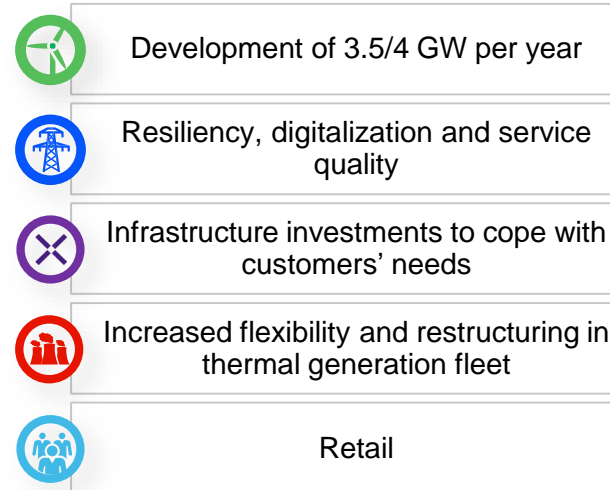 Development of 3.5/4 GW per year
Resiliency, digitalization and service
quality
Infrastructure investments to cope with
customers’ needs
Increased flexibility and restructuring in
thermal generation fleet
Retail